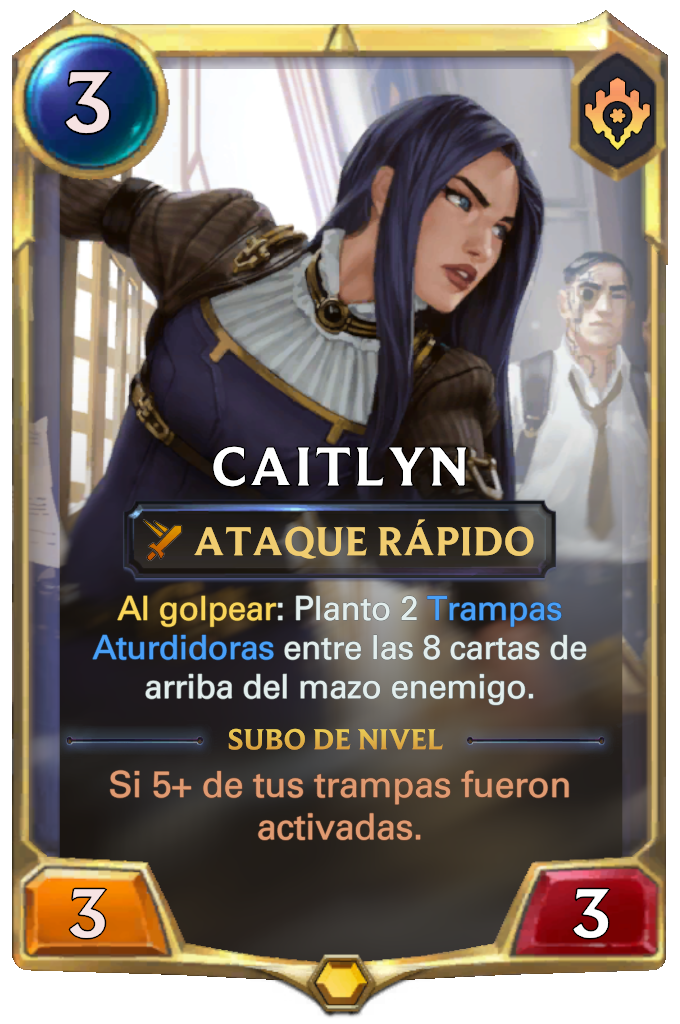 3
CAITLYN
ATAQUE RÁPIDO
Al golpear: Planto 2 Trampas
Aturdidoras entre las 8 cartas de
arriba del mazo enemigo.
SUBO DE NIVEL
Si 5+ de tus trampas fueron
activadas.
3 3